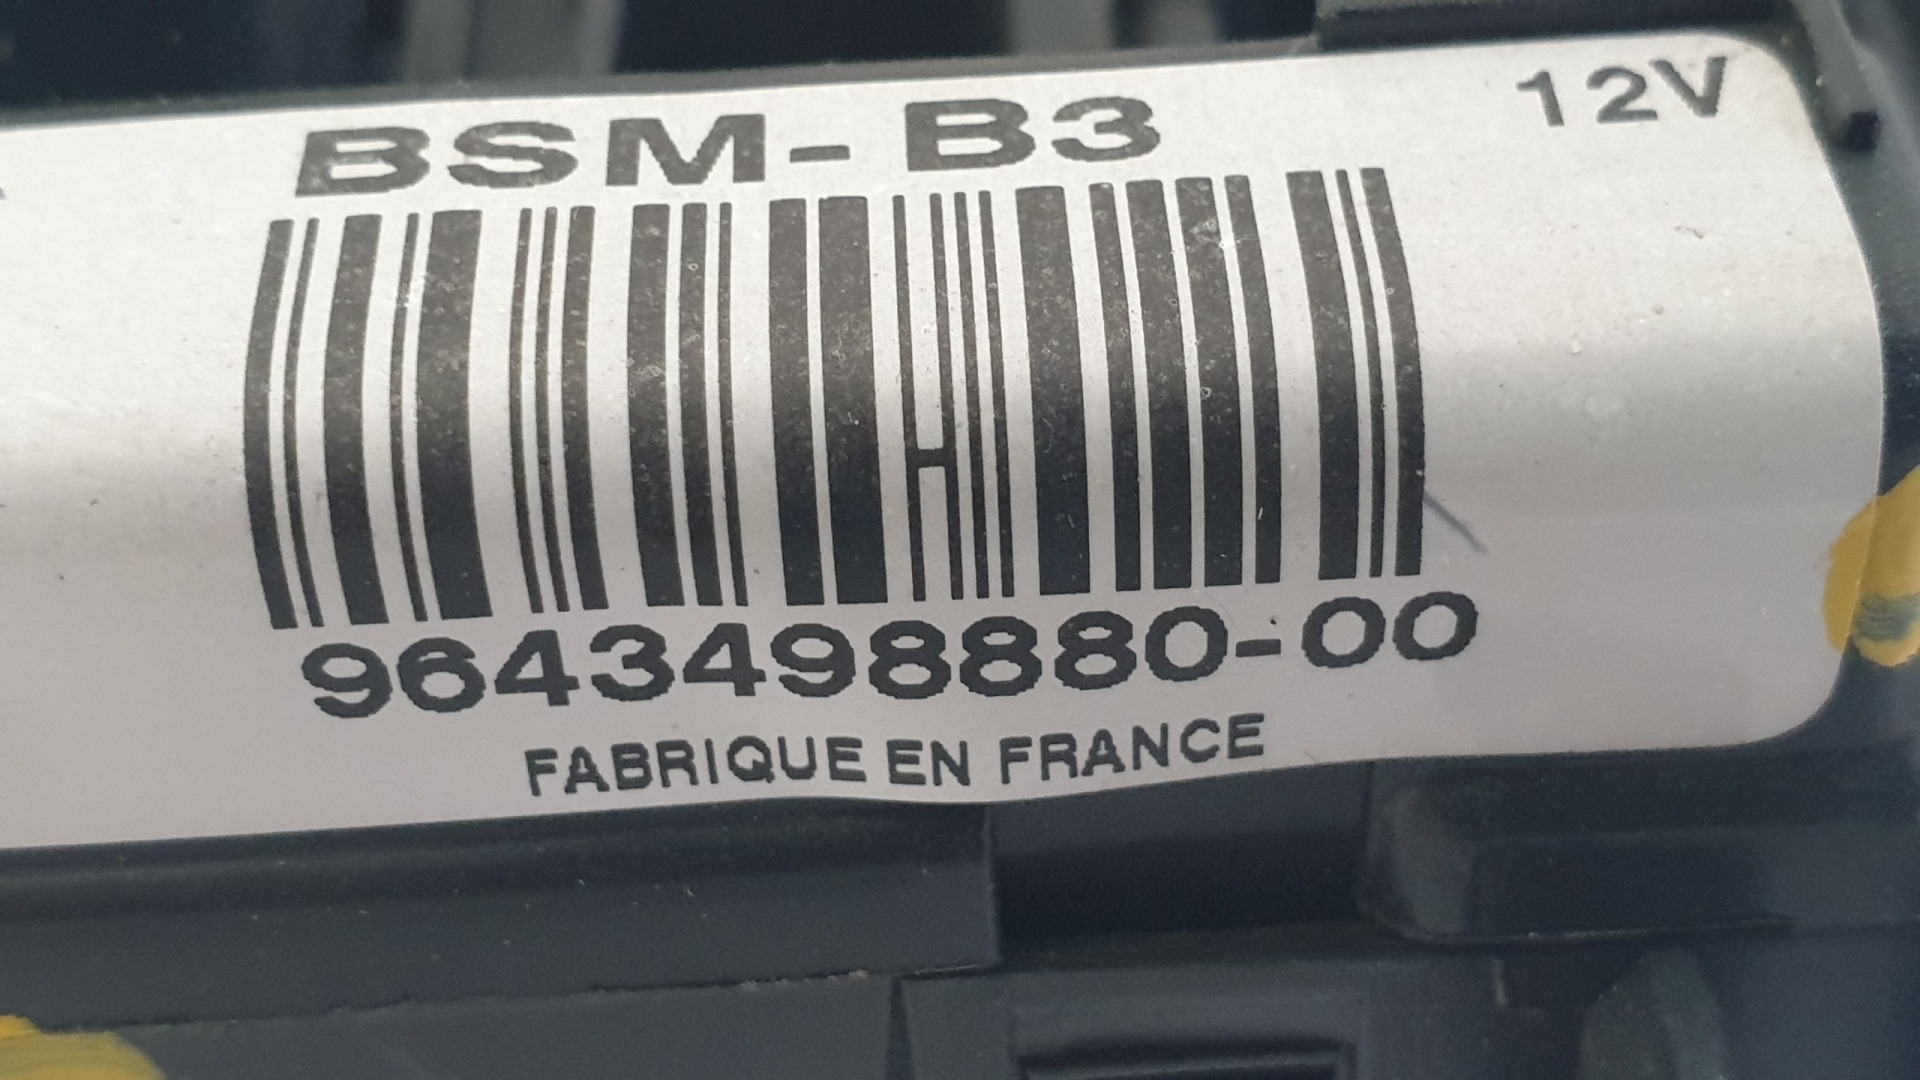 BSM-B3
12V
9643498880-00
FABRIQUE EN FRANCE